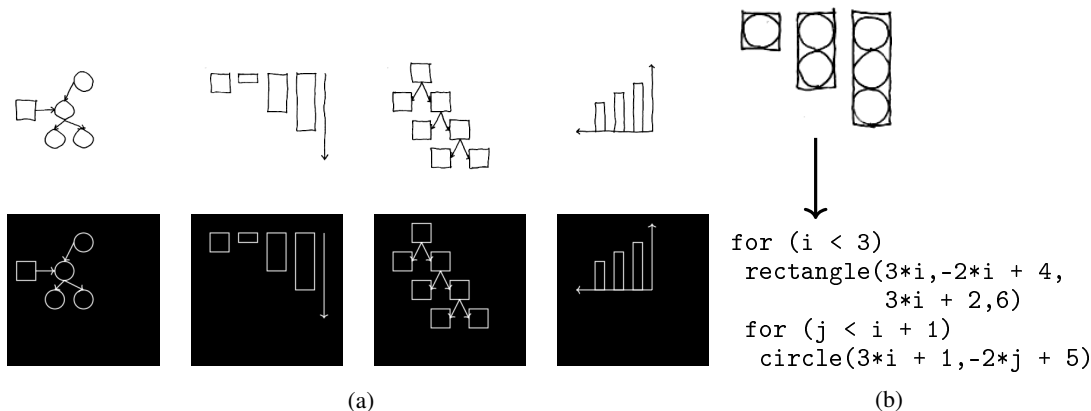 for (i < 3)
rectangle(3*i,-2*i + 4,
3*i + 2,6)
for (j < i + 1)
circle(3*i + 1,-2*j + 5)
(a)
(b)